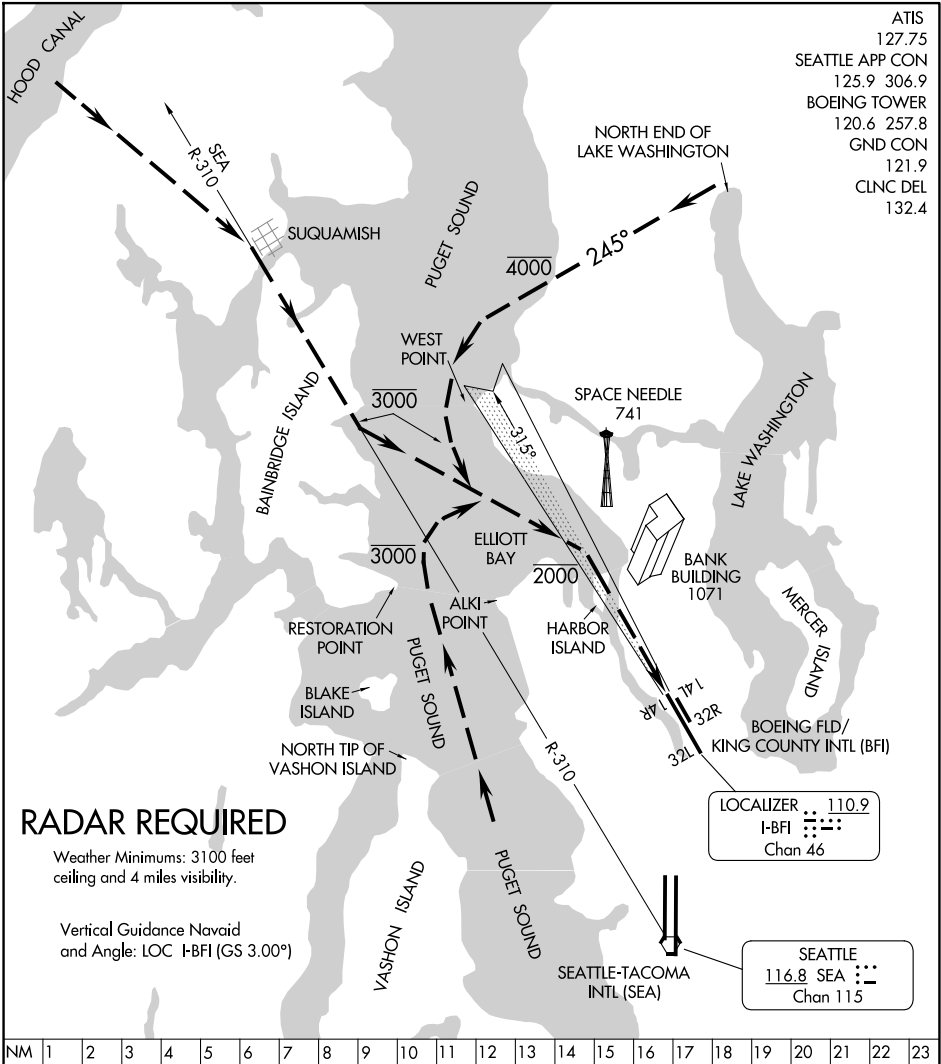 ATIS
127.75
SEATTLE APP CON
125.9 306.9
BOEING TOWER
120.6 257.8
GND CON
121.9
CLNC DEL
132.4
HOOD CANAL
SEA
R-310
SUQUAMISH
PUGET SOUND
NORTH END OF
LAKE WASHINGTON
245°
4000
WEST
POINT
3000
BAINBRIDGE ISLAND
315°
SPACE NEEDLE
741
LAKE WASHINGTON
3000
ELLIOTT
BAY
2000
BANK
BUILDING
1071
RESTORATION
POINT
ALKI
POINT
HARBOR
ISLAND
MERCER
ISLAND
PUGET SOUND
BLAKE
ISLAND
NORTH TIP OF
VASHON ISLAND
14R
14L
32R
32L
BOEING FLD/
KING COUNTY INTL (BFI)
R-310
LOCALIZER 110.9
I-BFI
Chan 46
RADAR REQUIRED
Weather Minimums: 3100 feet
ceiling and 4 miles visibility.
Vertical Guidance Navaid
and Angle: LOC I-BFI (GS 3.00°)
VASHON ISLAND
PUGET SOUND
SEATTLE-TACOMA
INTL (SEA)
SEATTLE
116.8 SEA
Chan 115
NM 1 2 3 4 5 6 7 8 9 10 11 12 13 14 15 16 17 18 19 20 21 22 23